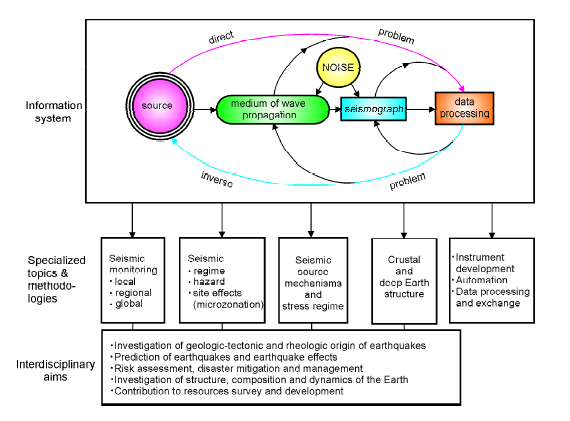 direct
problem
NOISE
Information
system
source
medium of wave
propagation
seismograph
data
processing
inverse
problem
Specialized
topics &
methodo-
logies
Seismic
monitoring
· local
· regional
· global
Seismic
· regime
· hazard
· site effects
(microzonation)
Seismic
source
mechanisms
and
stress regime
Crustal
and
deep Earth
structure
· Instrument
development
· Automation
· Data processing
and exchange
Interdisciplinary
aims
· Investigation of geologic-tectonic and rheologic origin of earthquakes
· Prediction of earthquakes and earthquake effects
· Risk assessment, disaster mitigation and management
· Investigation of structure, composition and dynamics of the Earth
· Contribution to resources survey and development